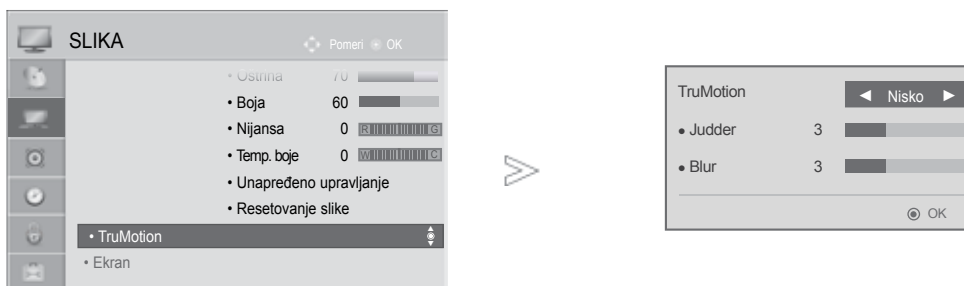 SLIKA
Pomeri OK
• Oštrina 70
• Boja 60
• Nijansa 0 R G
• Temp. boje 0 W C
• Unapređeno upravljanje
• Resetovanje slike
• TruMotion
• Ekran
TruMotion ◄ Nisko ►
• Judder 3
• Blur 3
OK